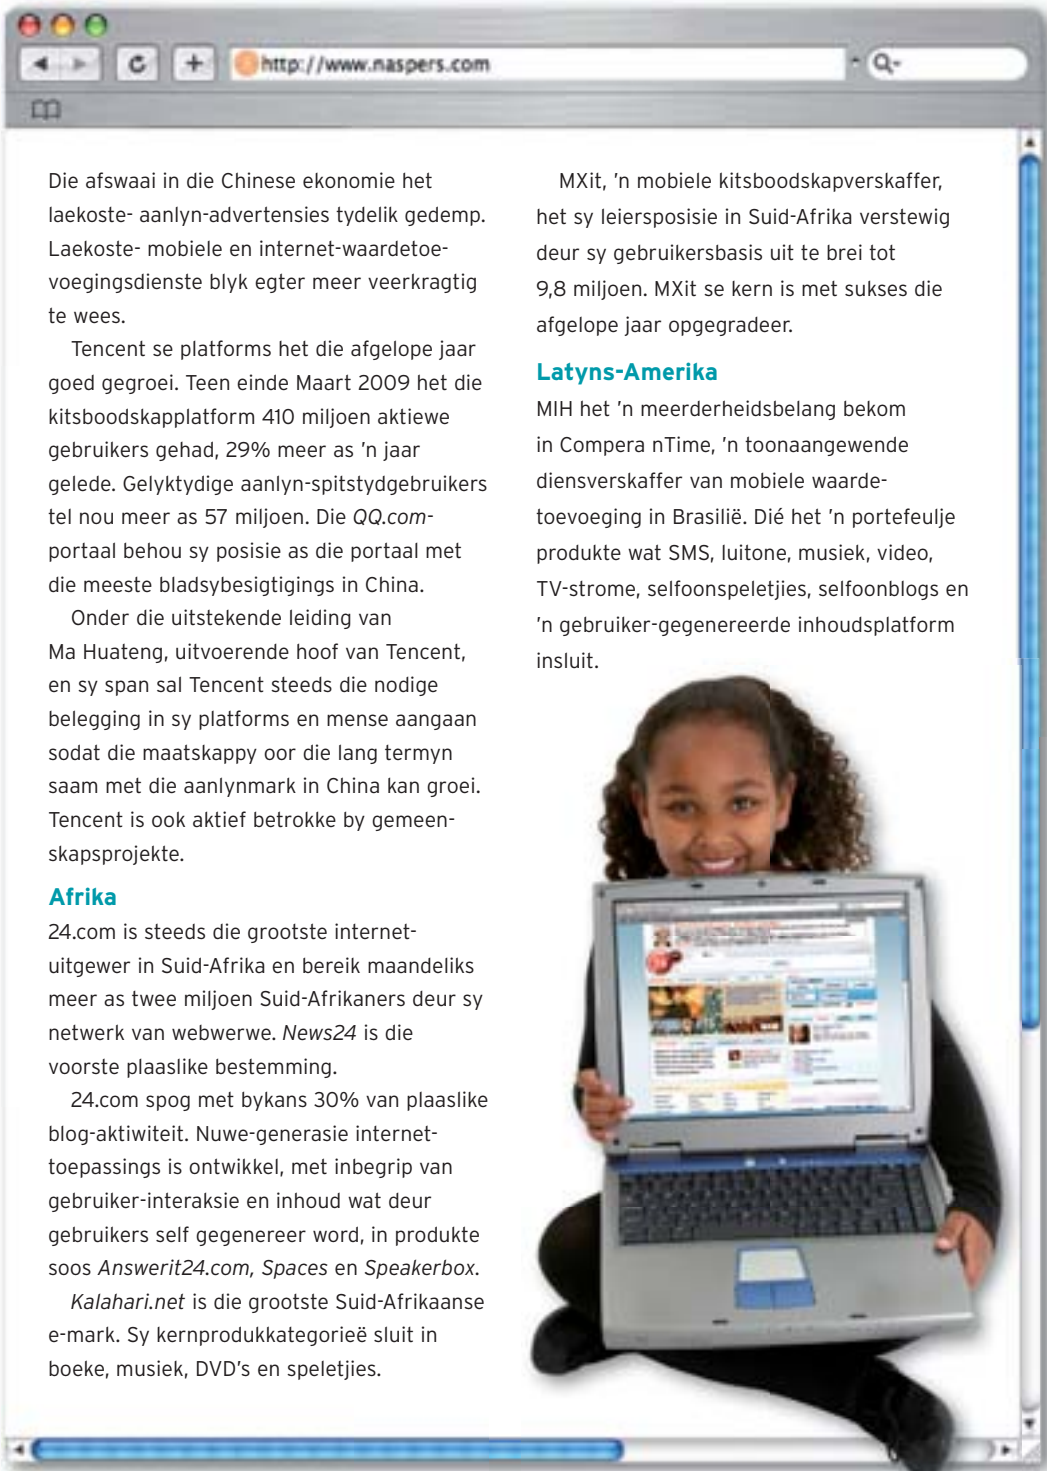 http://www.naspers.com
Die afswaai in die Chinese ekonomie het
laekoste- aanlyn-advertensies tydelik gedemp.
Laekoste- mobiele en internet-waardetoe-
voegingsdienste blyk egter meer veerkragtig
te wees.
Tencent se platforms het die afgelope jaar
goed gegroei. Teen einde Maart 2009 het die
kitsboodskapplatform 410 miljoen aktiewe
gebruikers gehad, 29% meer as 'n jaar
gelede. Gelyktydige aanlyn-spitstydgebruikers
tel nou meer as 57 miljoen. Die QQ.com-
portaal behou sy posisie as die portaal met
die meeste bladsybesigtigings in China.
Onder die uitstekende leiding van
Ma Huateng, uitvoerende hoof van Tencent,
en sy span sal Tencent steeds die nodige
belegging in sy platforms en mense aangaan
sodat die maatskappy oor die lang termyn
saam met die aanlynmark in China kan groei.
Tencent is ook aktief betrokke by gemeen-
skapsprojekte.
Afrika
24.com is steeds die grootste internet-
uitgewer in Suid-Afrika en bereik maandeliks
meer as twee miljoen Suid-Afrikaners deur sy
netwerk van webwerwe. News24 is die
voorste plaaslike bestemming.
24.com spog met bykans 30% van plaaslike
blog-aktiwiteit. Nuwe-generasie internet-
toepassings is ontwikkel, met inbegrip van
gebruiker-interaksie en inhoud wat deur
gebruikers self gegenereer word, in produkte
soos Answerit24.com, Spaces en Speakerbox.
Kalahari.net is die grootste Suid-Afrikaanse
e-mark. Sy kernprodukkategorieë sluit in
boeke, musiek, DVD's en speletjies.
MXit, 'n mobiele kitsboodskapverskaffer,
het sy leiersposisie in Suid-Afrika verstewig
deur sy gebruikersbasis uit te brei tot
9,8 miljoen. MXit se kern is met sukses die
afgelope jaar opgegradeer.
Latyns-Amerika
MIH het 'n meerderheidsbelang bekom
in Compera nTime, 'n toonaangewende
diensverskaffer van mobiele waarde-
toevoeging in Brasilië. Dié het 'n portefeulje
produkte wat SMS, luitone, musiek, video,
TV-strome, selfoonspeletjies, selfoonblogs en
'n gebruiker-gegenereerde inhoudsplatform
insluit.